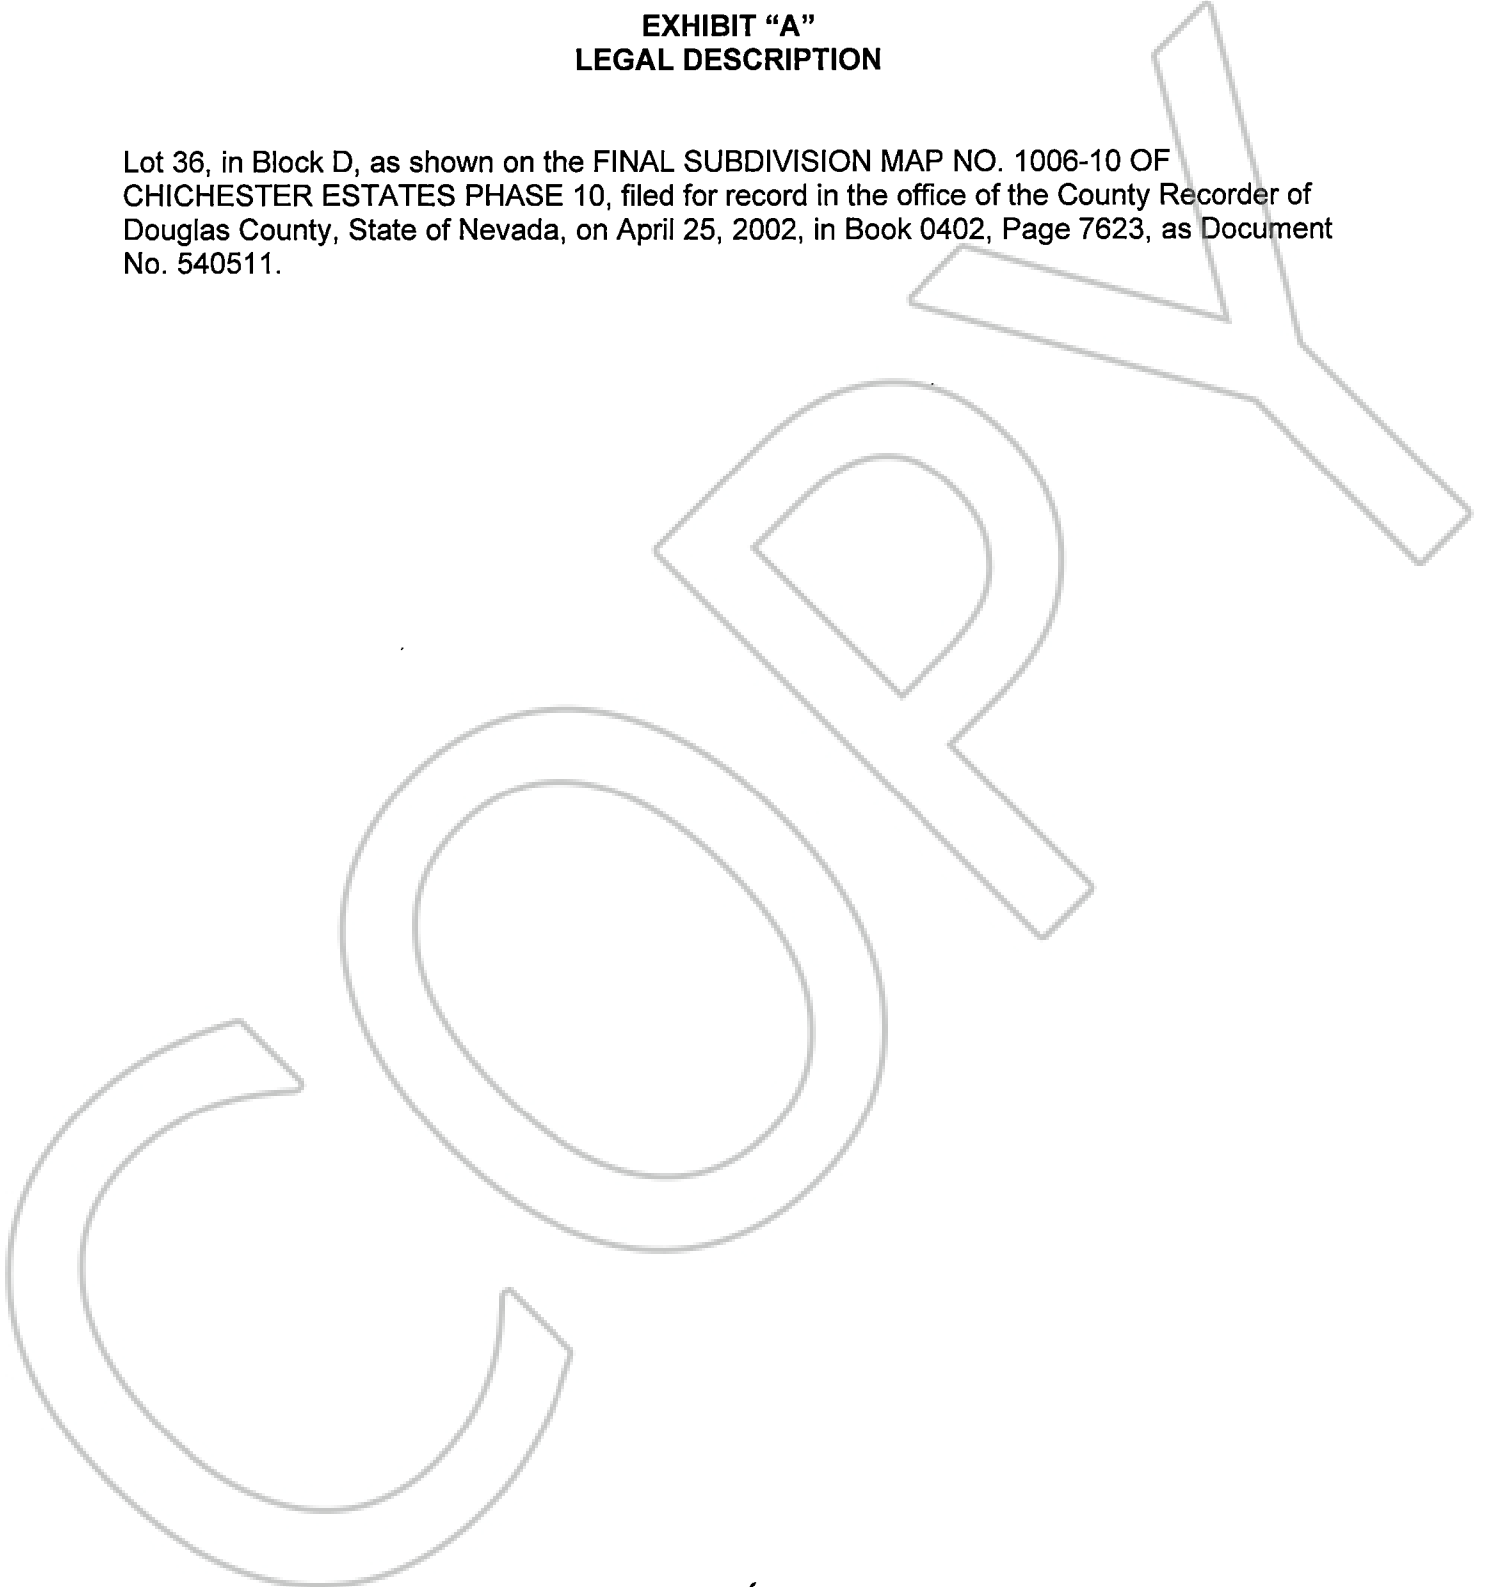 EXHIBIT “A”
LEGAL DESCRIPTION
Lot 36, in Block D, as shown on the FINAL SUBDIVISION MAP NO. 1006-10 OF
CHICHESTER ESTATES PHASE 10, filed for record in the office of the County Recorder of
Douglas County, State of Nevada, on April 25, 2002, in Book 0402, Page 7623, as Document
No. 540511.
COPY